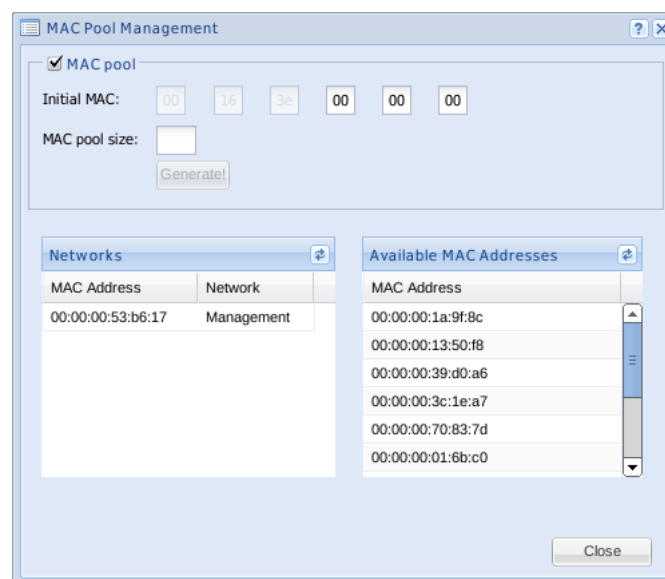 MAC Pool Management
MAC pool
Initial MAC: 00 16 3e 00 00 00
MAC pool size:
Generate!
Networks
MAC Address Network
00:00:00:53:b6:17 Management
Available MAC Addresses
MAC Address
00:00:00:1a:9f:8c
00:00:00:13:50:f8
00:00:00:39:d0:a6
00:00:00:3c:1e:a7
00:00:00:70:83:7d
00:00:00:01:6b:c0
Close